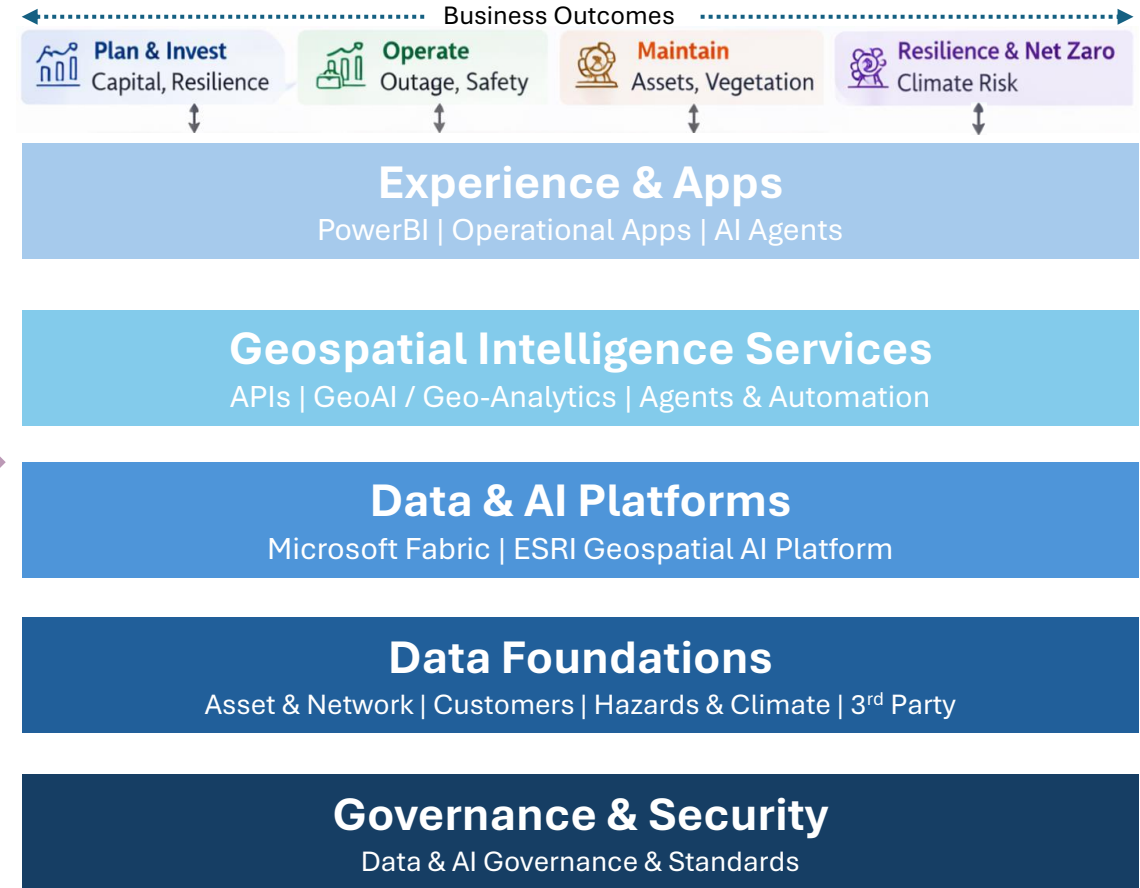 Business Outcomes
Plan & Invest
Capital, Resilience
Operate
Outage, Safety
Maintain
Assets, Vegetation
Resilience & Net Zaro
Climate Risk
Experience & Apps
PowerBI | Operational Apps | AI Agents
Geospatial Intelligence Services
APIs | GeoAI / Geo-Analytics | Agents & Automation
Data & AI Platforms
Microsoft Fabric | ESRI Geospatial AI Platform
Data Foundations
Asset & Network | Customers | Hazards & Climate | 3rd Party
Governance & Security
Data & AI Governance & Standards